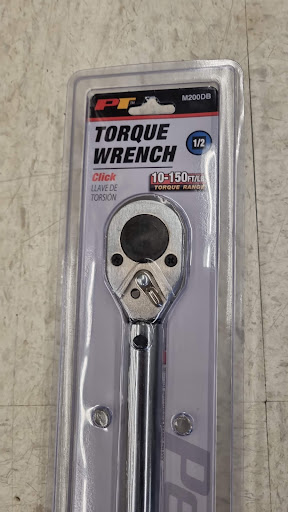 PT
M200DB
TORQUE
WRENCH
1/2
Click
10-150FT/LB
TORQUE RANGE
LLAVE DE
TORSIÓN